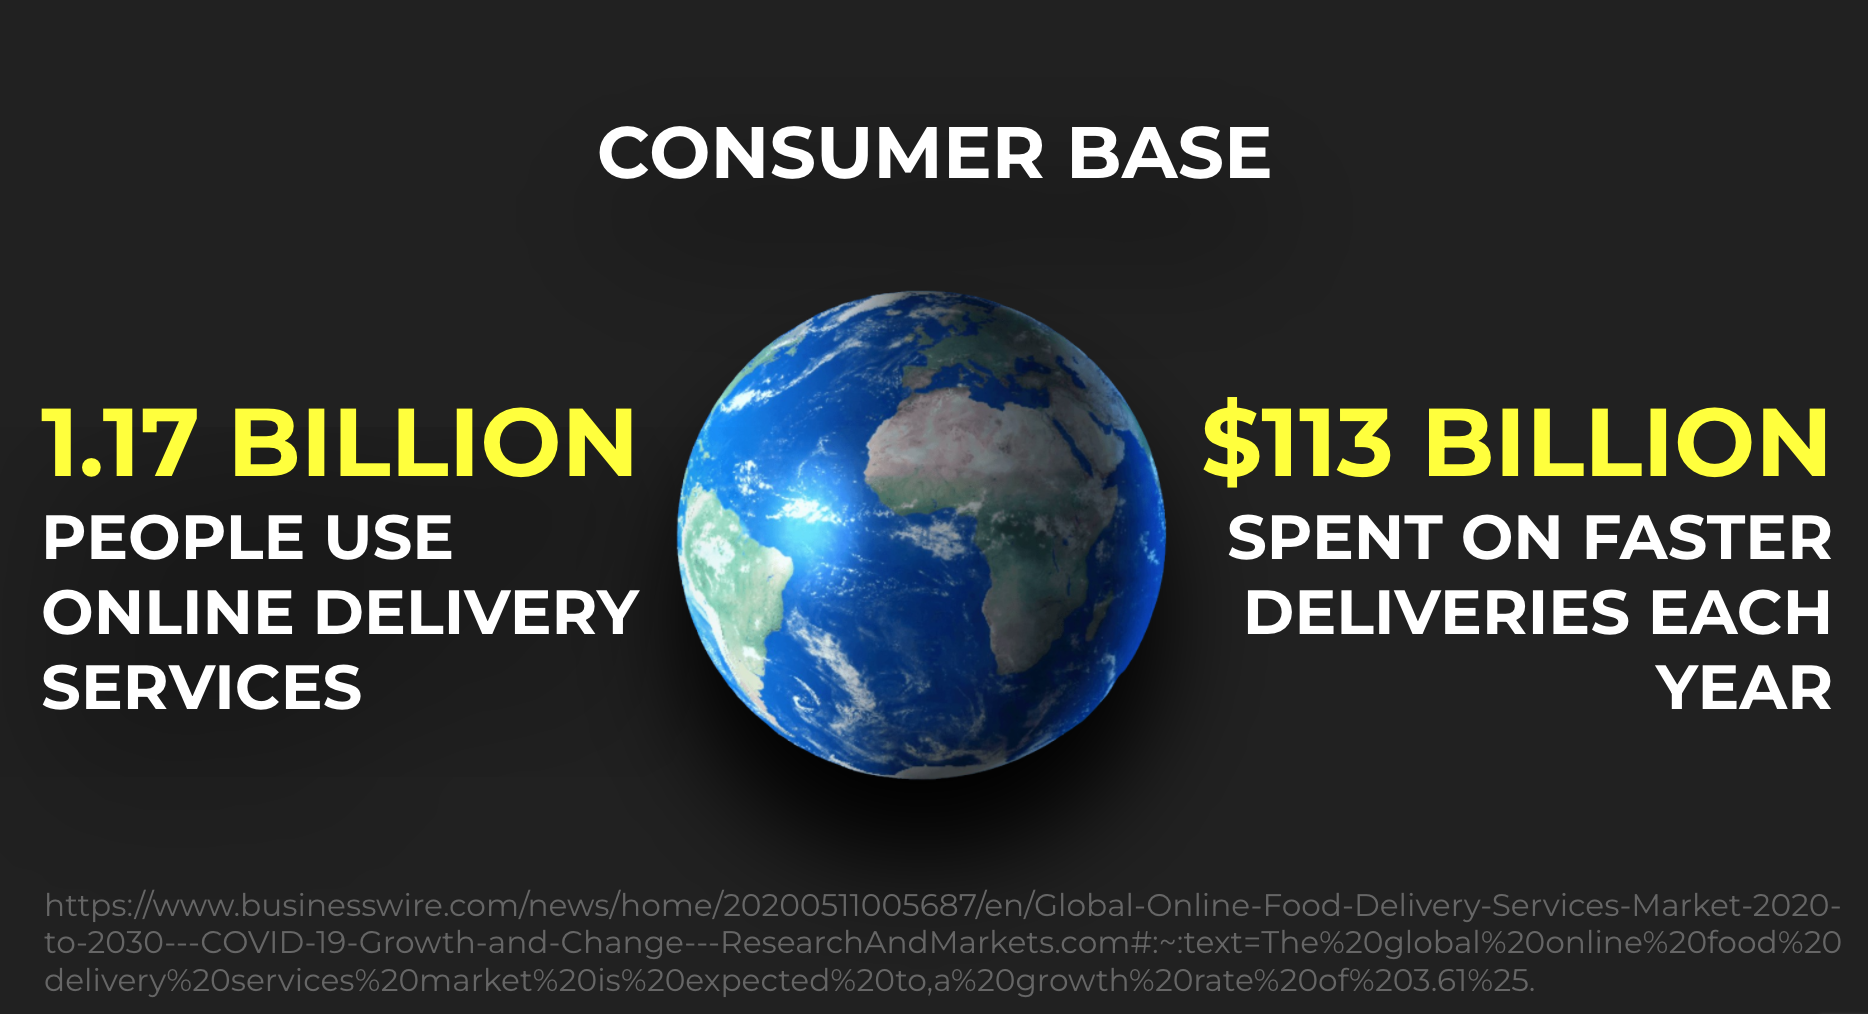 CONSUMER BASE
1.17 BILLION
PEOPLE USE
ONLINE DELIVERY
SERVICES
$113 BILLION
SPENT ON FASTER
DELIVERIES EACH
YEAR
https://www.businesswire.com/news/home/20200511005687/en/Global-Online-Food-Delivery-Services-Market-2020-
to-2030---COVID-19-Growth-and-Change---ResearchAndMarkets.com#:~:text=The%20global%20online%20food%20
delivery%20services%20market%20is%20expected%20to,a%20growth%20rate%20of%203.61%25.